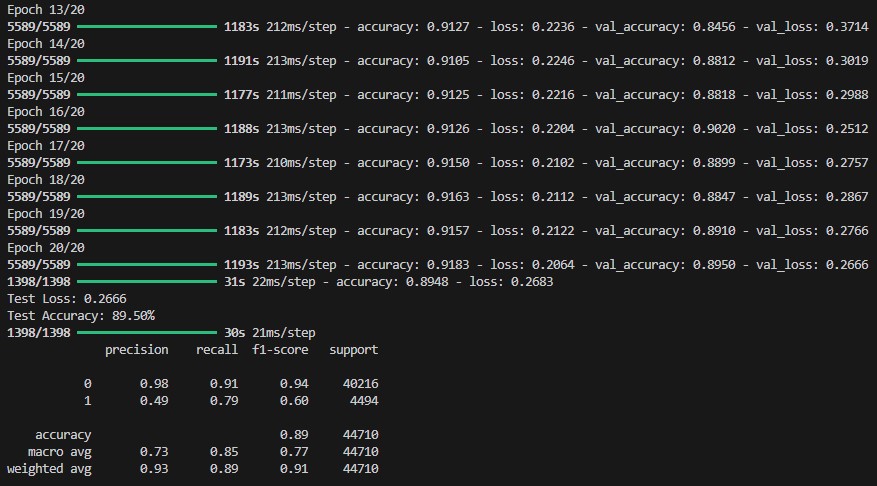 Epoch 13/20
5589/5589 1183s 212ms/step - accuracy: 0.9127 - loss: 0.2236 - val_accuracy: 0.8456 - val_loss: 0.3714
Epoch 14/20
5589/5589 1191s 213ms/step - accuracy: 0.9105 - loss: 0.2246 - val_accuracy: 0.8812 - val_loss: 0.3019
Epoch 15/20
5589/5589 1177s 211ms/step - accuracy: 0.9125 - loss: 0.2216 - val_accuracy: 0.8818 - val_loss: 0.2988
Epoch 16/20
5589/5589 1188s 213ms/step - accuracy: 0.9126 - loss: 0.2204 - val_accuracy: 0.9020 - val_loss: 0.2512
Epoch 17/20
5589/5589 1173s 210ms/step - accuracy: 0.9150 - loss: 0.2102 - val_accuracy: 0.8899 - val_loss: 0.2757
Epoch 18/20
5589/5589 1189s 213ms/step - accuracy: 0.9163 - loss: 0.2112 - val_accuracy: 0.8847 - val_loss: 0.2867
Epoch 19/20
5589/5589 1183s 212ms/step - accuracy: 0.9157 - loss: 0.2122 - val_accuracy: 0.8910 - val_loss: 0.2766
Epoch 20/20
5589/5589 1193s 213ms/step - accuracy: 0.9183 - loss: 0.2064 - val_accuracy: 0.8950 - val_loss: 0.2666
1398/1398 31s 22ms/step - accuracy: 0.8948 - loss: 0.2683
Test Loss: 0.2666
Test Accuracy: 89.50%
1398/1398 30s 21ms/step
precision recall f1-score support
0 0.98 0.91 0.94 40216
1 0.49 0.79 0.60 4494
accuracy 0.89 44710
macro avg 0.73 0.85 0.77 44710
weighted avg 0.93 0.89 0.91 44710